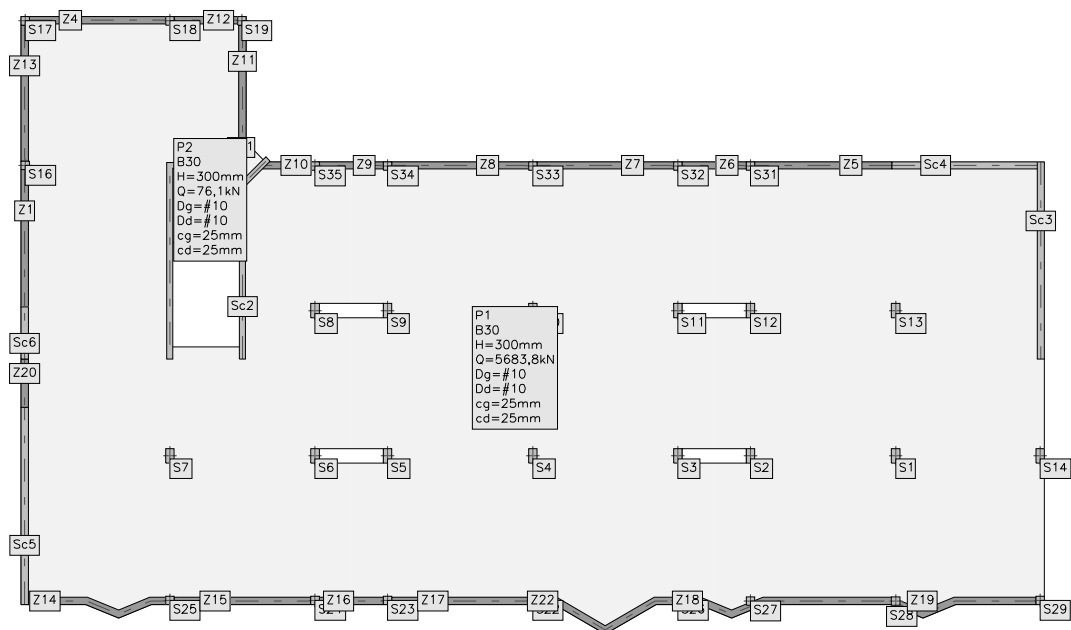 Z4
Z12
S17
S18
S19
Z13
Z11
P2
B30
H=300mm
Q=76,1kN
Dg=#10
Dd=#10
cg=25mm
cd=25mm
1
Z10
Z9
Z8
Z7
Z6
Z5
Sc4
S16
S35
S34
S33
S32
S31
Z1
Sc3
Sc2
S8
S9
S11
S12
S13
P1
B30
H=300mm
Q=5683,8kN
Dg=#10
Dd=#10
cg=25mm
cd=25mm
Sc6
Z20
S7
S6
S5
S4
S3
S2
S1
S14
Sc5
Z14
Z15
Z16
Z17
Z22
Z18
Z19
S25
S23
S27
S28
S29